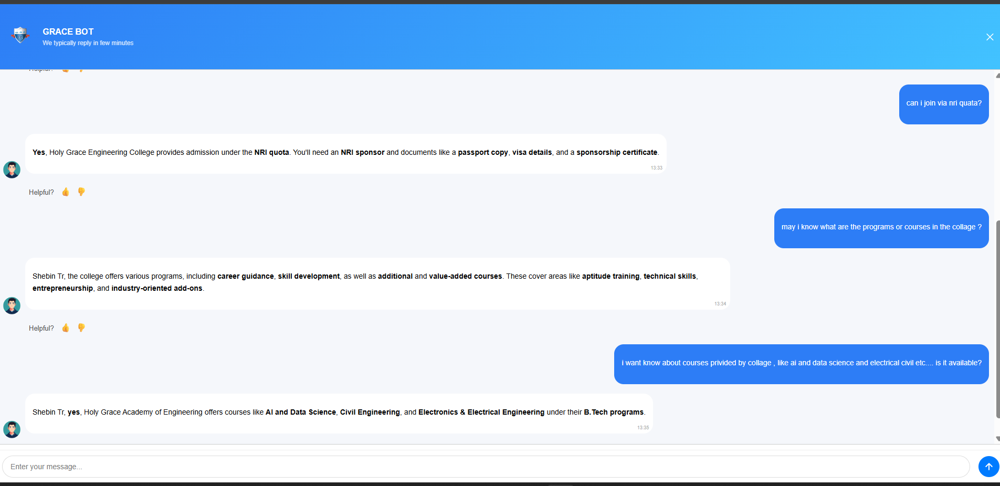 GRACE BOT
We typically reply in few minutes
Helpful?
can i join via nri quata?
Yes, Holy Grace Engineering College provides admission under the NRI quota. You'll need an NRI sponsor and documents like a passport copy, visa details, and a sponsorship certificate.
13:33
Helpful?
may i know what are the programs or courses in the collage ?
Shebin Tr, the college offers various programs, including career guidance, skill development, as well as additional and value-added courses. These cover areas like aptitude training, technical skills,
entrepreneurship, and industry-oriented add-ons.
13:34
Helpful?
i want know about courses privided by collage , like ai and data science and electrical civil etc.... is it available?
Shebin Tr, yes, Holy Grace Academy of Engineering offers courses like AI and Data Science, Civil Engineering, and Electronics & Electrical Engineering under their B.Tech programs.
13:35
Enter your message...